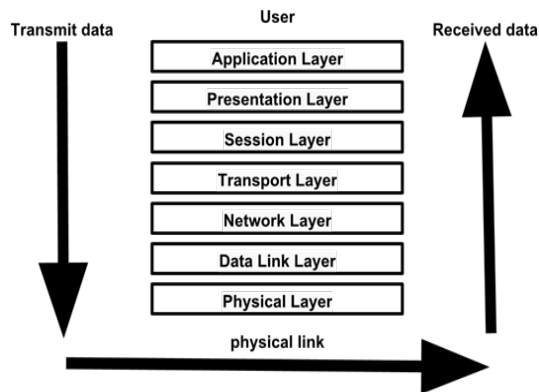 User
Transmit data
Received data
Application Layer
Presentation Layer
Session Layer
Transport Layer
Network Layer
Data Link Layer
Physical Layer
physical link